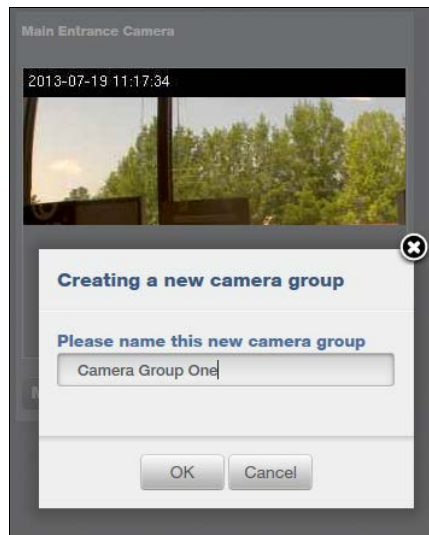 Main Entrance Camera
2013-07-19 11:17:34
Creating a new camera group
Please name this new camera group
Camera Group One
OK
Cancel